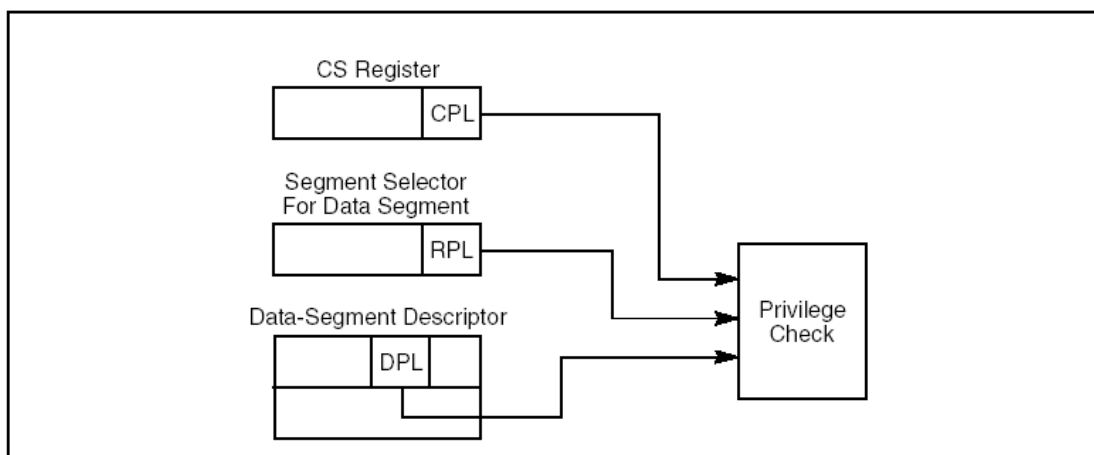 CS Register
CPL
Segment Selector
For Data Segment
RPL
Data-Segment Descriptor
DPL
Privilege
Check